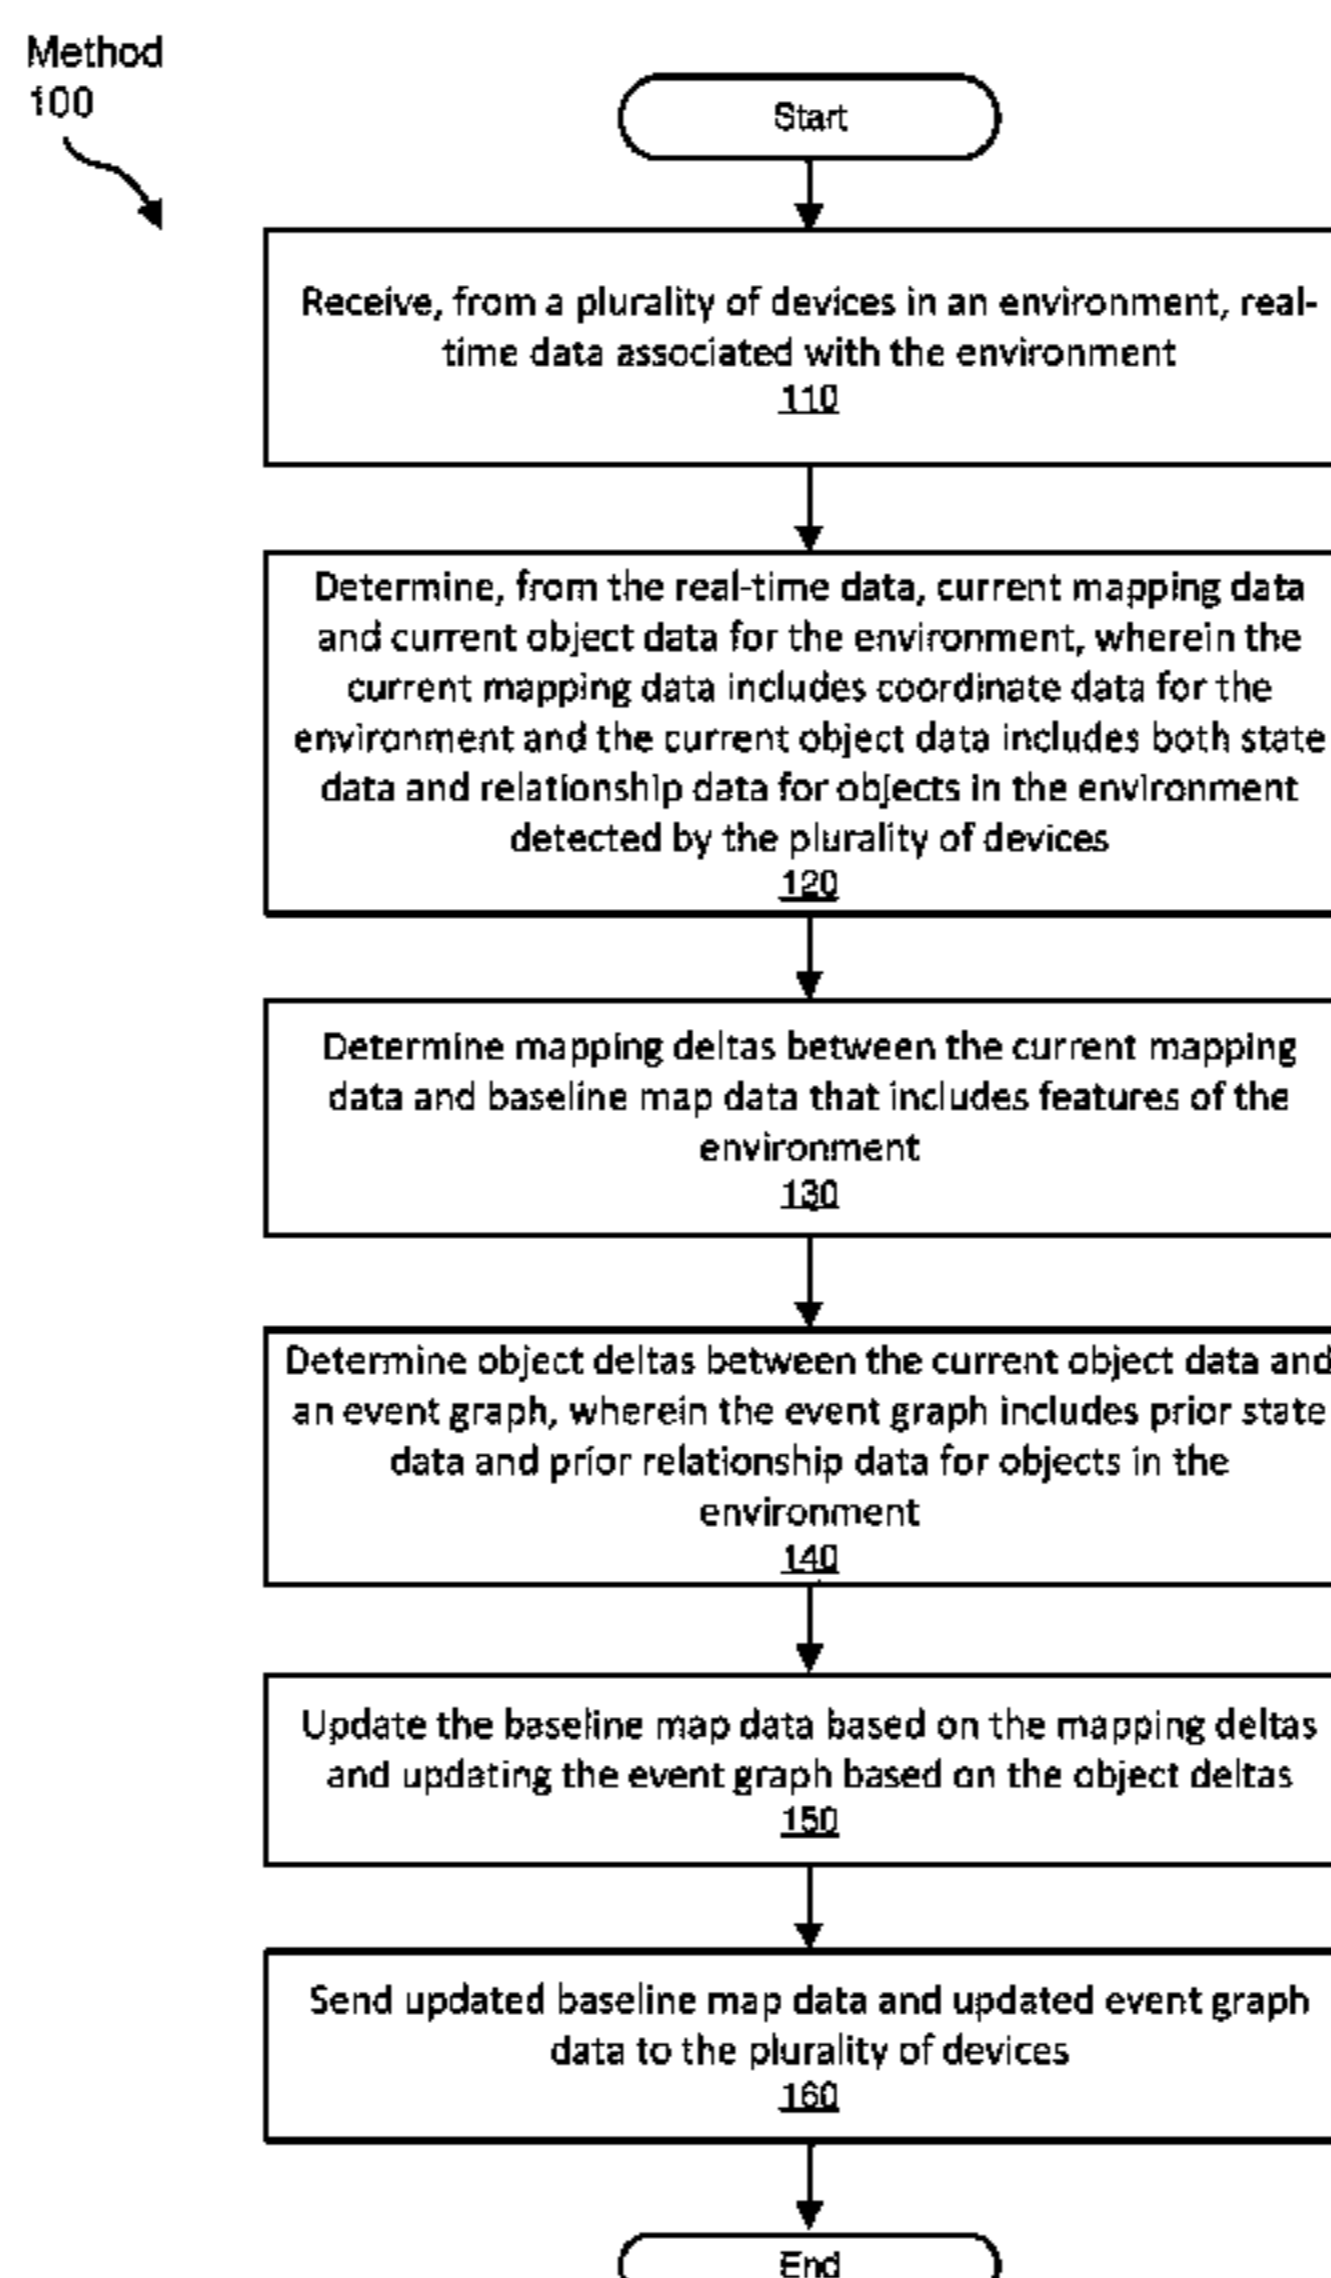 Method
100
Start
Receive, from a plurality of devices in an environment, real-
time data associated with the environment
110
Determine, from the real-time data, current mapping data
and current object data for the environment, wherein the
current mapping data includes coordinate data for the
environment and the current object data includes both state
data and relationship data for objects in the environment
detected by the plurality of devices
120
Determine mapping deltas between the current mapping
data and baseline map data that includes features of the
environment
130
Determine object deltas between the current object data and
an event graph, wherein the event graph includes prior state
data and prior relationship data for objects in the
environment
140
Update the baseline map data based on the mapping deltas
and updating the event graph based on the object deltas
150
Send updated baseline map data and updated event graph
data to the plurality of devices
160
End